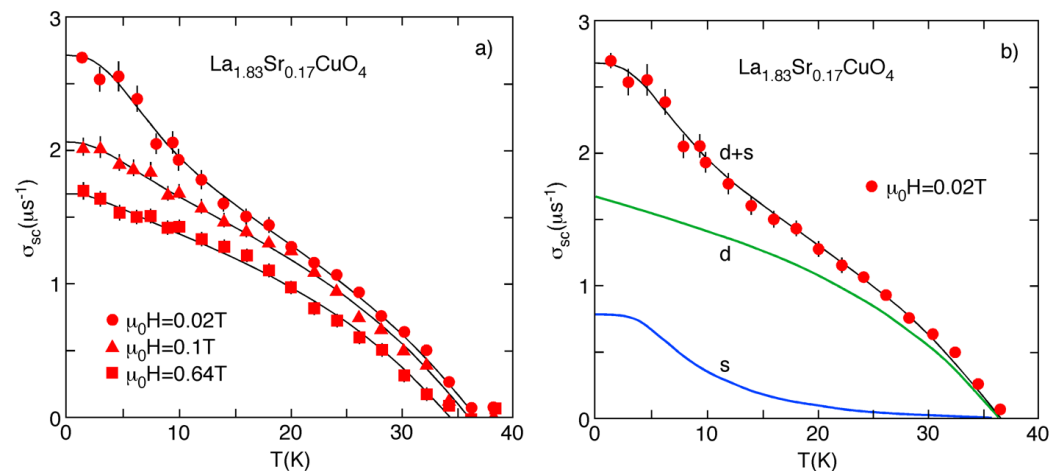 a)
La₁.₈₃Sr₀.₁₇CuO₄
3
2
1
0
σsc(μs⁻¹)
μ₀H=0.02T
μ₀H=0.1T
μ₀H=0.64T
0 10 20 30 40
T(K)
b)
La₁.₈₃Sr₀.₁₇CuO₄
3
2
1
0
σsc(μs⁻¹)
d+s
μ₀H=0.02T
d
s
0 10 20 30 40
T(K)